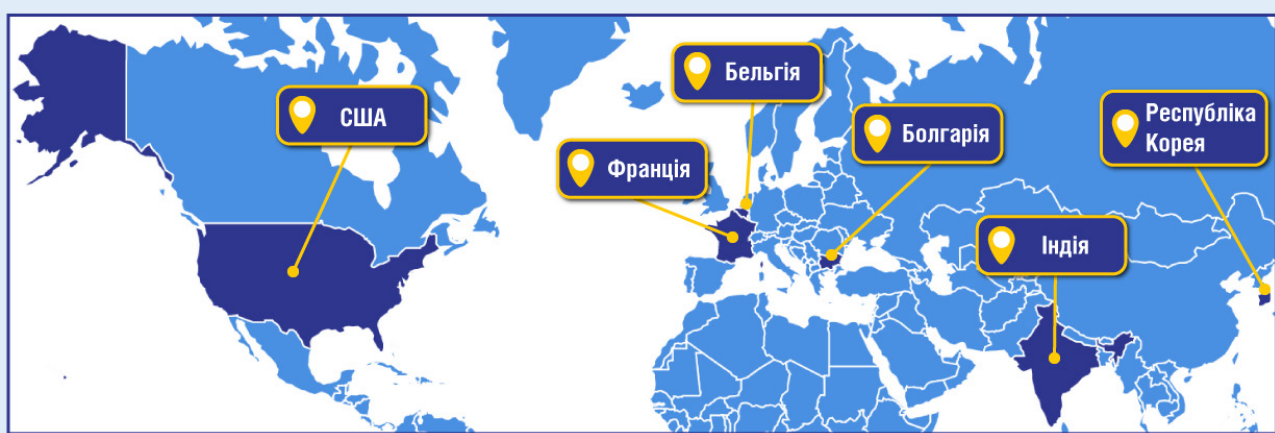 Бельгія
США
Болгарія
Республіка
Корея
Франція
Індія